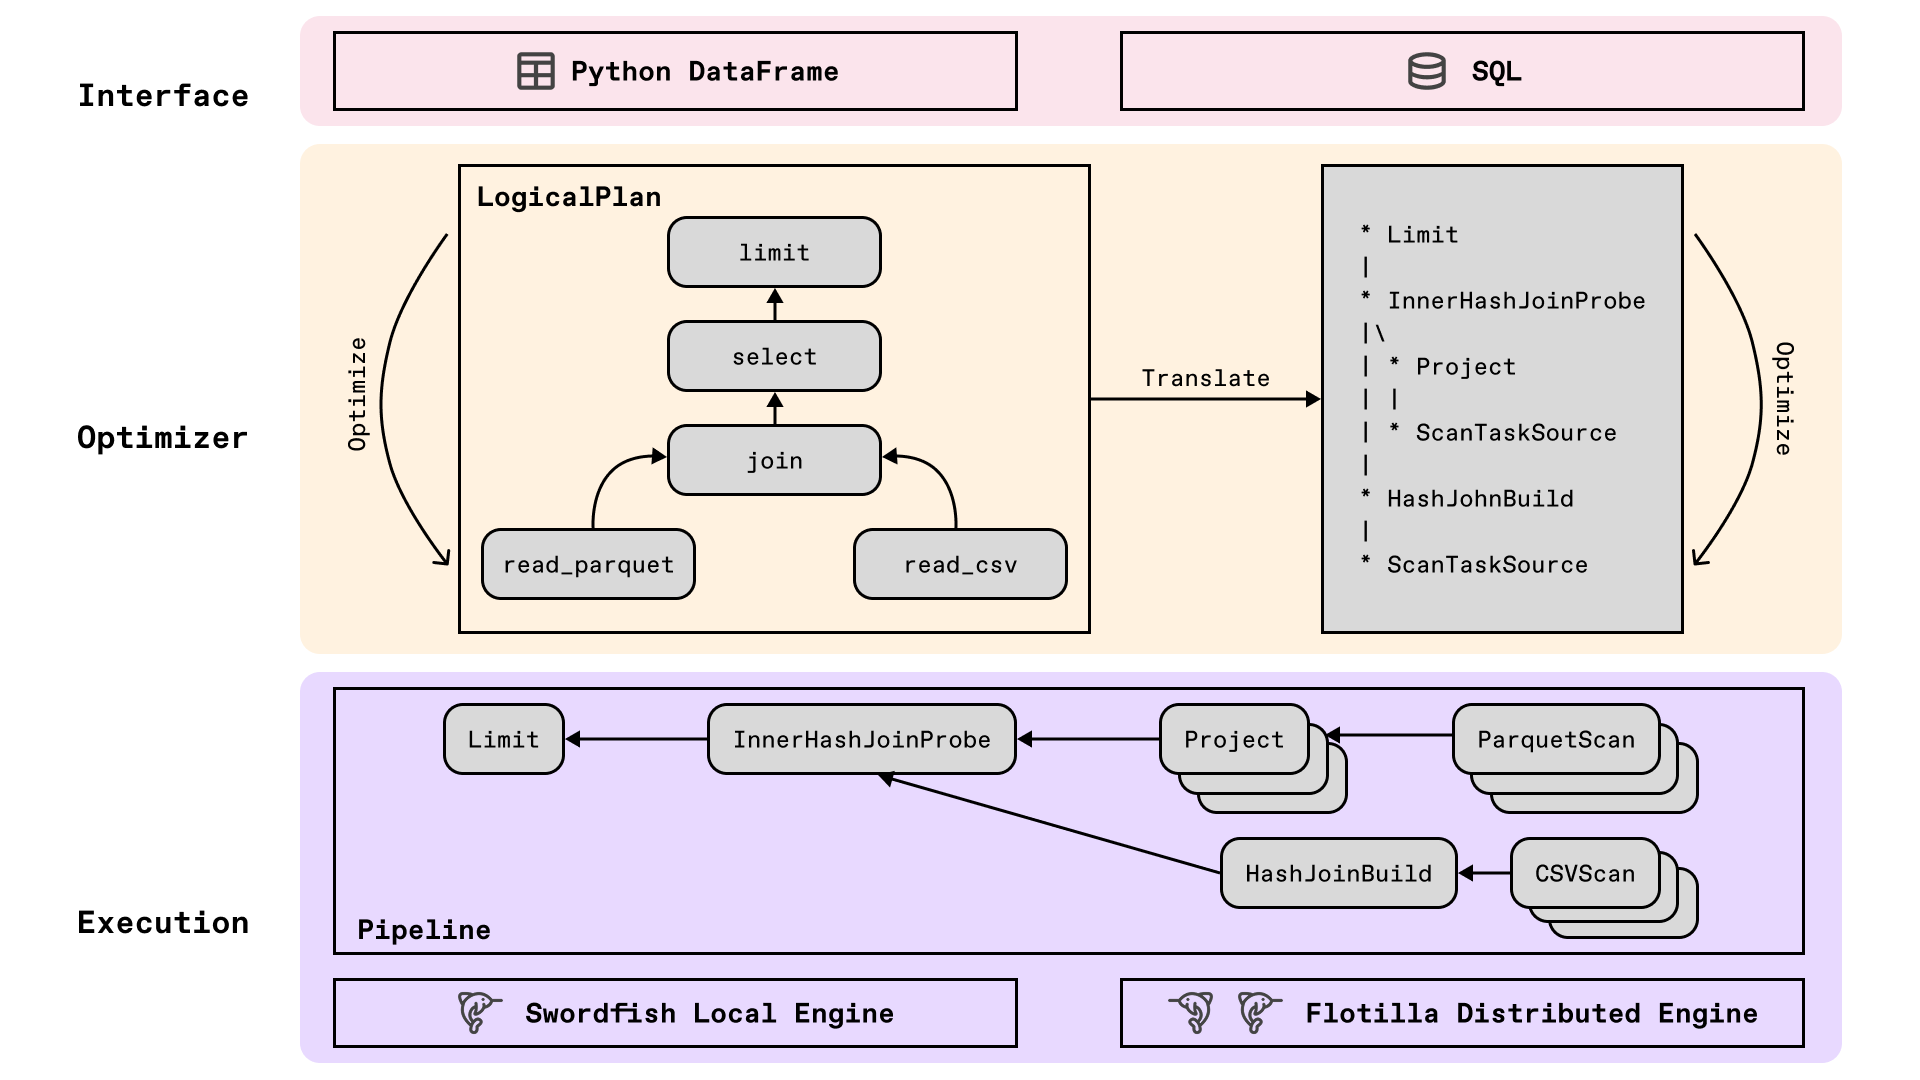 Interface
Python DataFrame
SQL
Optimizer
Optimize
LogicalPlan
limit
select
join
read_parquet
read_csv
Translate
* Limit
|
* InnerHashJoinProbe
|\
| * Project
| |
| * ScanTaskSource
|
* HashJohnBuild
|
* ScanTaskSource
Optimize
Execution
Limit
InnerHashJoinProbe
Project
ParquetScan
HashJoinBuild
CSVScan
Pipeline
Swordfish Local Engine
Flotilla Distributed Engine